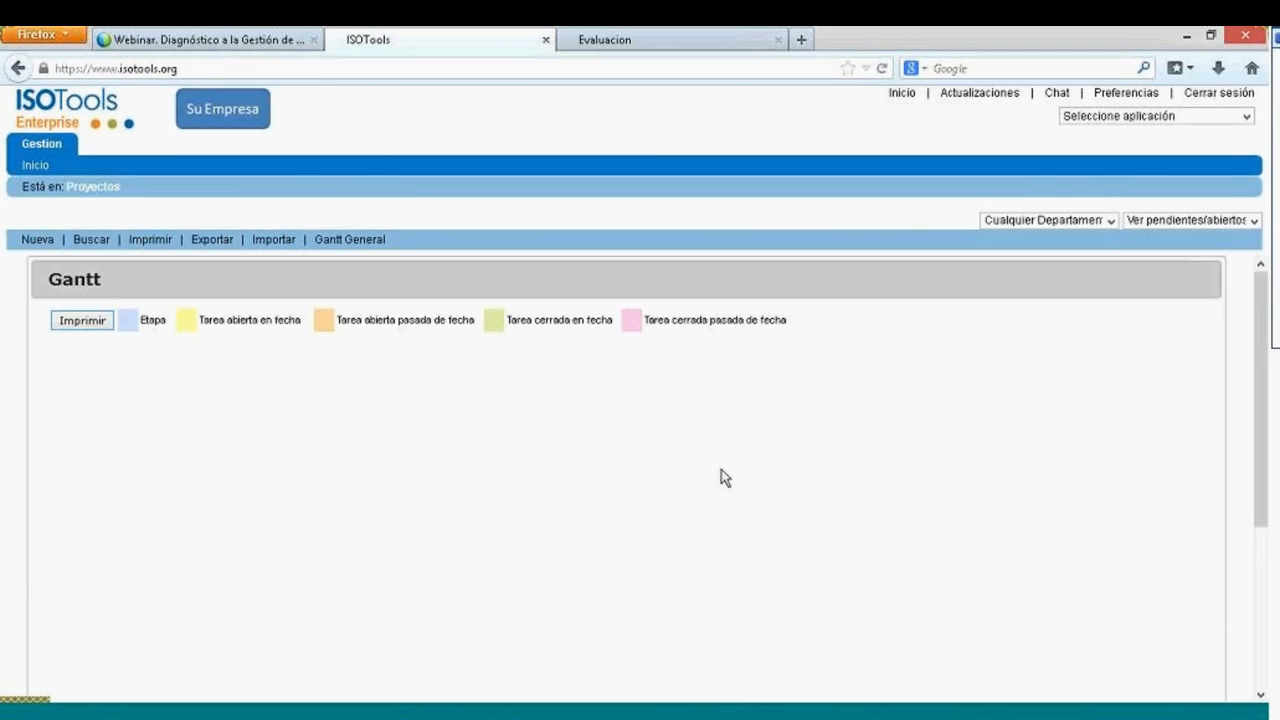 Firefox
Webinar. Diagnóstico a la Gestión de ...
ISOTools
Evaluacion
https://www.isotools.org
Google
ISOTools
Enterprise
Su Empresa
Inicio | Actualizaciones | Chat | Preferencias | Cerrar sesión
Seleccione aplicación
Gestion
Inicio
Está en: Proyectos
Cualquier Departamen
Ver pendientes/abiertos
Nueva | Buscar | Imprimir | Exportar | Importar | Gantt General
Gantt
Imprimir Etapa Tarea abierta en fecha Tarea abierta pasada de fecha Tarea cerrada en fecha Tarea cerrada pasada de fecha